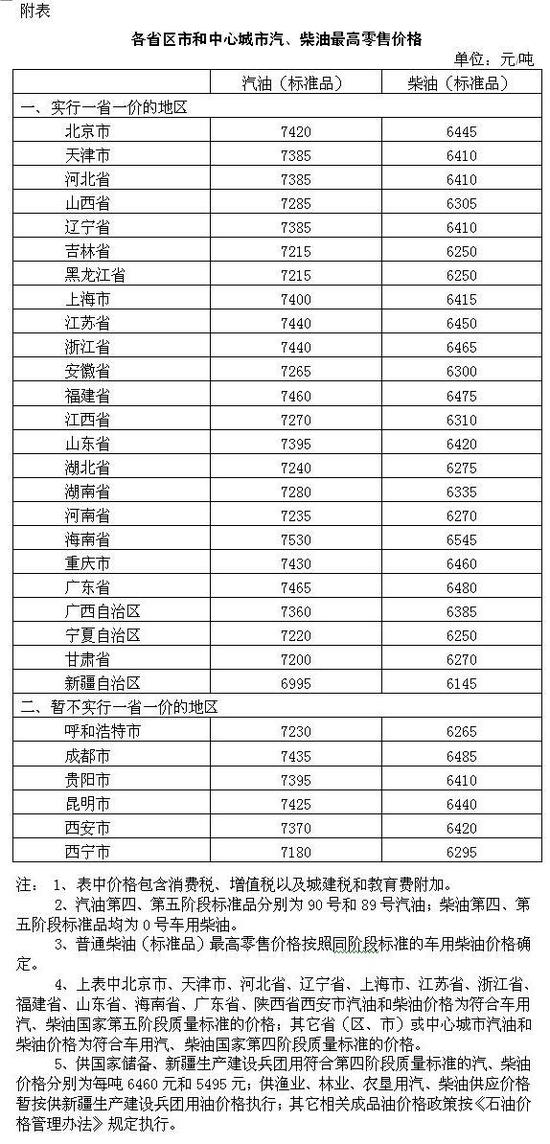 附表
各省区市和中心城市汽、柴油最高零售价格
单位：元/吨
汽油（标准品） 柴油（标准品）
一、实行一省一价的地区
北京市 7420 6445
天津市 7385 6410
河北省 7385 6410
山西省 7285 6305
辽宁省 7385 6410
吉林省 7215 6250
黑龙江省 7215 6250
上海市 7400 6415
江苏省 7440 6450
浙江省 7440 6465
安徽省 7265 6300
福建省 7460 6475
江西省 7270 6310
山东省 7395 6420
湖北省 7240 6275
湖南省 7280 6335
河南省 7235 6270
海南省 7530 6545
重庆市 7430 6460
广东省 7465 6480
广西自治区 7360 6385
宁夏自治区 7220 6250
甘肃省 7200 6270
新疆自治区 6995 6145
二、暂不实行一省一价的地区
呼和浩特市 7230 6265
成都市 7435 6485
贵阳市 7395 6410
昆明市 7425 6440
西安市 7370 6420
西宁市 7180 6295
注： 1、表中价格包含消费税、增值税以及城建税和教育费附加。
2、汽油第四、第五阶段标准品分别为90号和89号汽油；柴油第四、第
五阶段标准品均为0号车用柴油。
3、普通柴油（标准品）最高零售价格按照同阶段标准的车用柴油价格确
定。
4、上表中北京市、天津市、河北省、辽宁省、上海市、江苏省、浙江省、
福建省、山东省、海南省、广东省、陕西省西安市汽油和柴油价格为符合车用
汽、柴油国家第五阶段质量标准的价格；其它省（区、市）或中心城市汽油和
柴油价格为符合车用汽、柴油国家第四阶段质量标准的价格。
5、供国家储备、新疆生产建设兵团用符合第四阶段质量标准的汽、柴油
价格分别为每吨6460元和5495元；供渔业、林业、农垦用汽、柴油供应价格
暂按供新疆生产建设兵团用油价格执行；其它相关成品油价格政策按《石油价
格管理办法》规定执行。